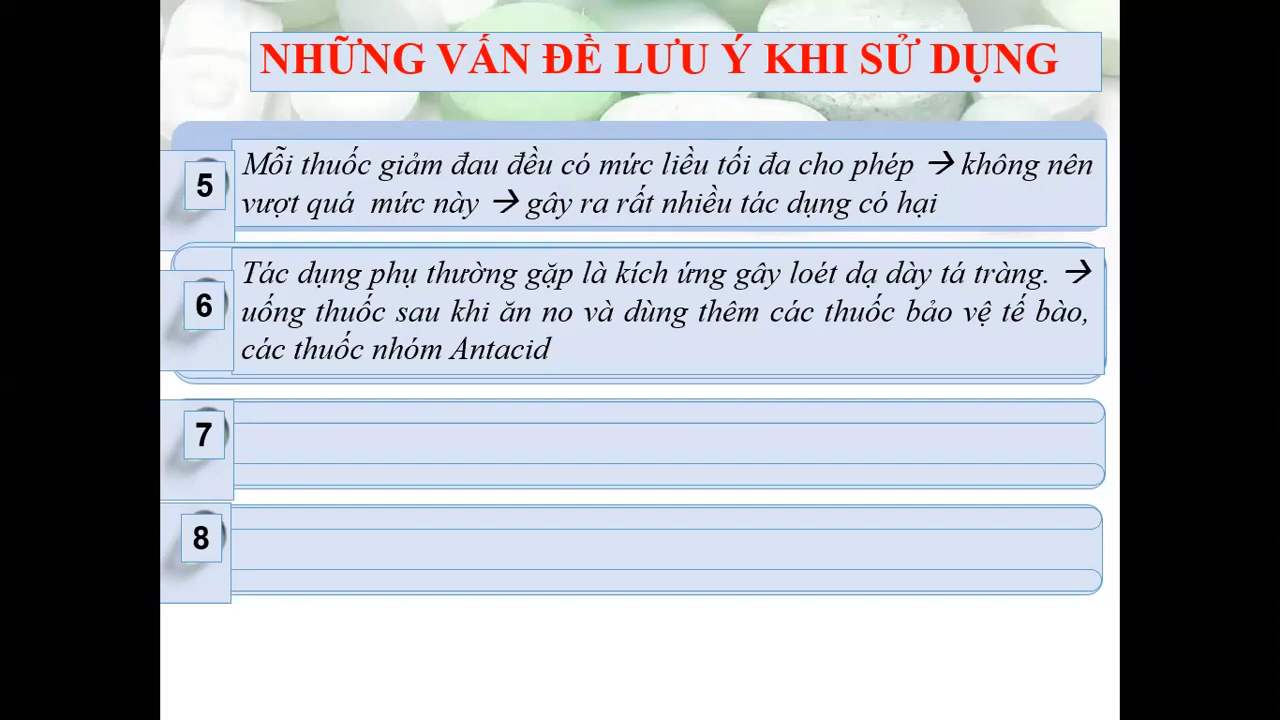 NHỮNG VẤN ĐỀ LƯU Ý KHI SỬ DỤNG
5
Mỗi thuốc giảm đau đều có mức liều tối đa cho phép → không nên
vượt quá mức này → gây ra rất nhiều tác dụng có hại
6
Tác dụng phụ thường gặp là kích ứng gây loét dạ dày tá tràng. →
uống thuốc sau khi ăn no và dùng thêm các thuốc bảo vệ tế bào,
các thuốc nhóm Antacid
7
8